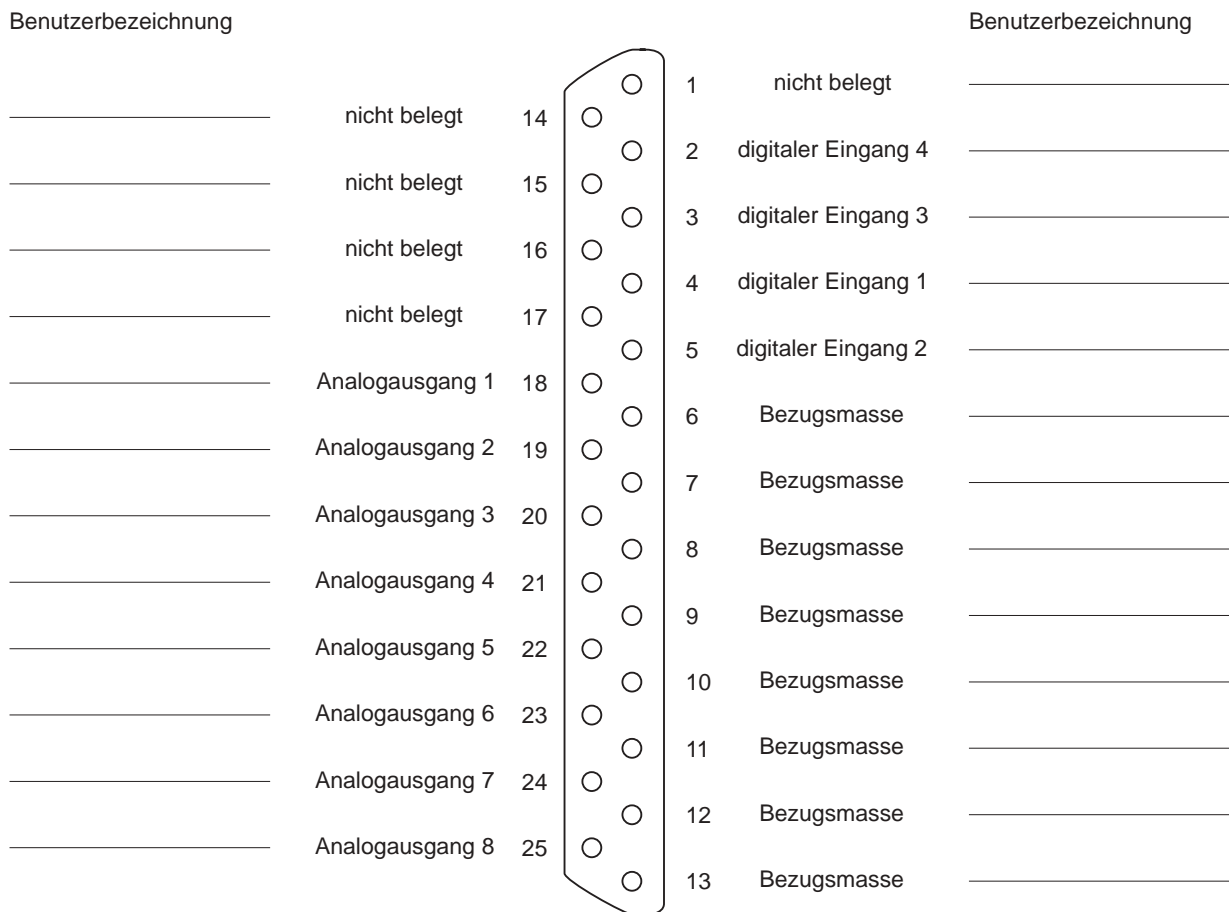 Benutzerbezeichnung Benutzerbezeichnung
1 nicht belegt
nicht belegt 14
2 digitaler Eingang 4
nicht belegt 15
3 digitaler Eingang 3
nicht belegt 16
4 digitaler Eingang 1
nicht belegt 17
5 digitaler Eingang 2
Analogausgang 1 18
6 Bezugsmasse
Analogausgang 2 19
7 Bezugsmasse
Analogausgang 3 20
8 Bezugsmasse
Analogausgang 4 21
9 Bezugsmasse
Analogausgang 5 22
10 Bezugsmasse
Analogausgang 6 23
11 Bezugsmasse
Analogausgang 7 24
12 Bezugsmasse
Analogausgang 8 25
13 Bezugsmasse